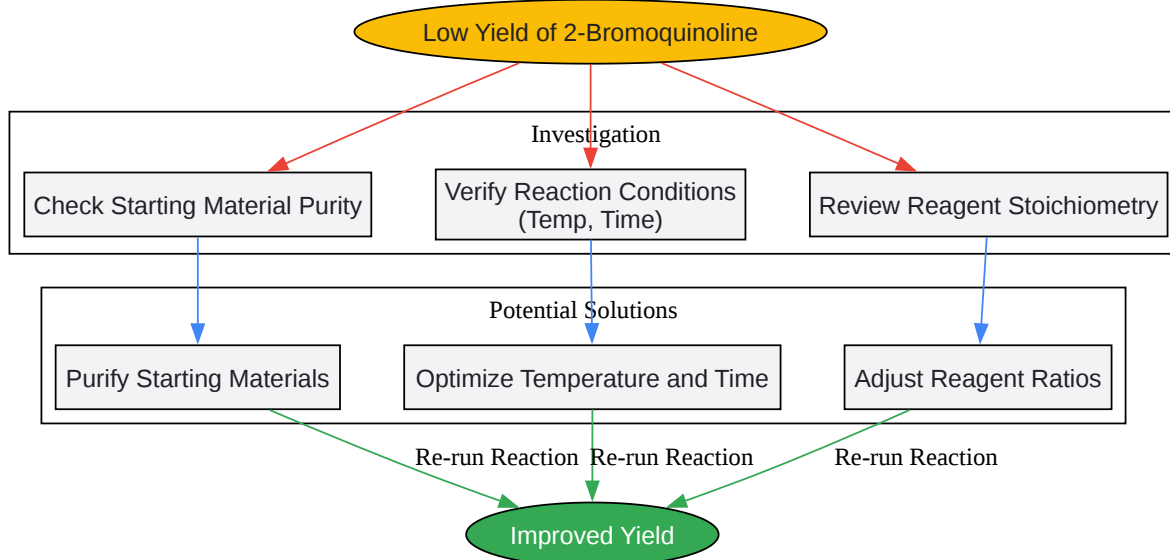 Low Yield of 2-Bromoquinoline
Investigation
Check Starting Material Purity
Verify Reaction Conditions
(Temp, Time)
Review Reagent Stoichiometry
Potential Solutions
Purify Starting Materials
Optimize Temperature and Time
Adjust Reagent Ratios
Re-run Reaction
Re-run Reaction
Re-run Reaction
Improved Yield